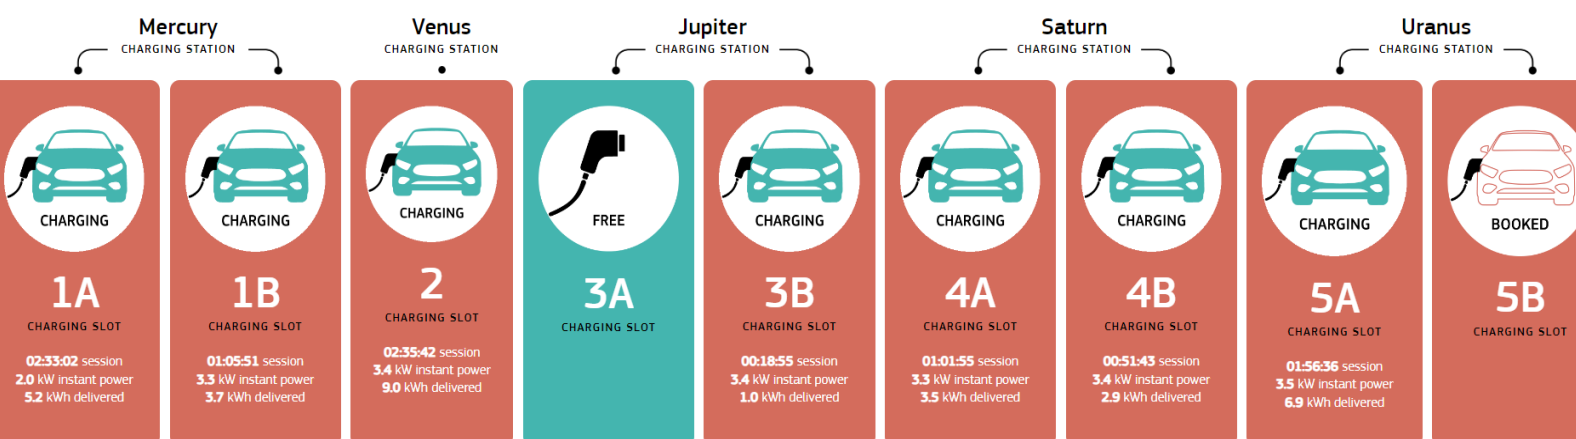 Mercury
CHARGING STATION
Venus
CHARGING STATION
Jupiter
CHARGING STATION
Saturn
CHARGING STATION
Uranus
CHARGING STATION
CHARGING
1A
CHARGING SLOT
02:33:02 session
2.0 kW instant power
5.2 kWh delivered
CHARGING
1B
CHARGING SLOT
01:05:51 session
3.3 kW instant power
3.7 kWh delivered
CHARGING
2
CHARGING SLOT
02:35:42 session
3.4 kW instant power
9.0 kWh delivered
FREE
3A
CHARGING SLOT
CHARGING
3B
CHARGING SLOT
00:18:55 session
3.4 kW instant power
1.0 kWh delivered
CHARGING
4A
CHARGING SLOT
01:01:55 session
3.3 kW instant power
3.5 kWh delivered
CHARGING
4B
CHARGING SLOT
00:51:43 session
3.4 kW instant power
2.9 kWh delivered
CHARGING
5A
CHARGING SLOT
01:56:36 session
3.5 kW instant power
6.9 kWh delivered
BOOKED
5B
CHARGING SLOT